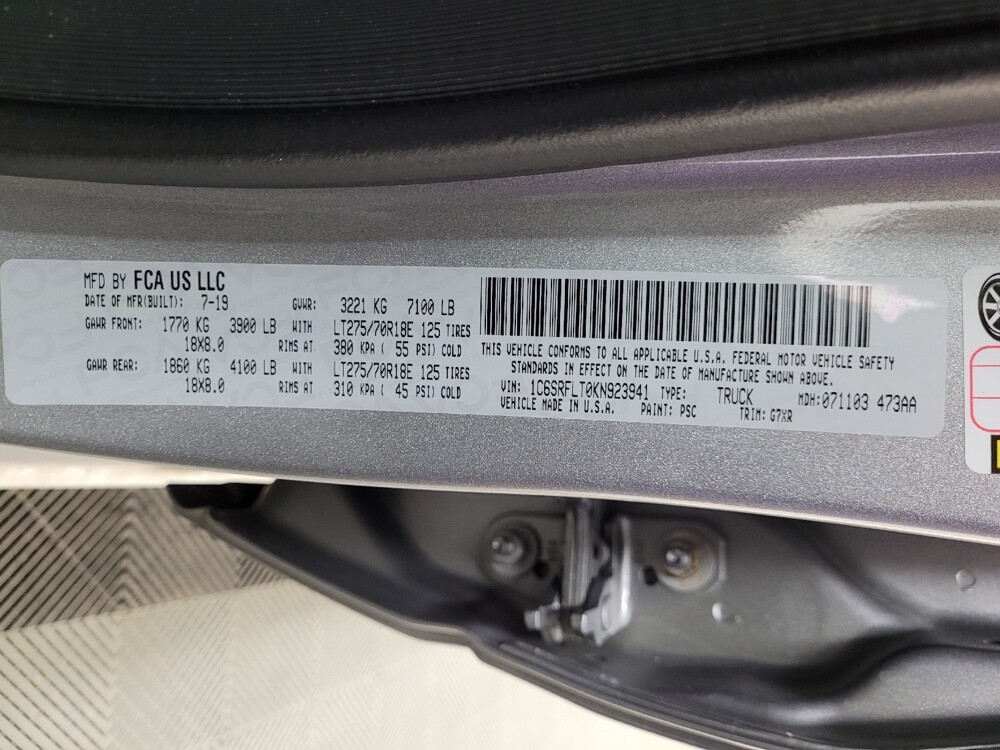 MFD BY FCA US LLC
DATE OF MFR(BUILT): 7-19 GVWR: 3221 KG 7100 LB
GAWR FRONT: 1770 KG 3900 LB WITH LT275/70R18E 125 TIRES
18X8.0 RIMS AT 380 KPA ( 55 PSI) COLD
GAWR REAR: 1860 KG 4100 LB WITH LT275/70R18E 125 TIRES
18X8.0 RIMS AT 310 KPA ( 45 PSI) COLD
THIS VEHICLE CONFORMS TO ALL APPLICABLE U.S.A. FEDERAL MOTOR VEHICLE SAFETY
STANDARDS IN EFFECT ON THE DATE OF MANUFACTURE SHOWN ABOVE.
VIN: 1C6SRFLT0KN923941 TYPE: TRUCK MDH:071103 473AA
VEHICLE MADE IN U.S.A. PAINT: PSC TRIM: G7XR